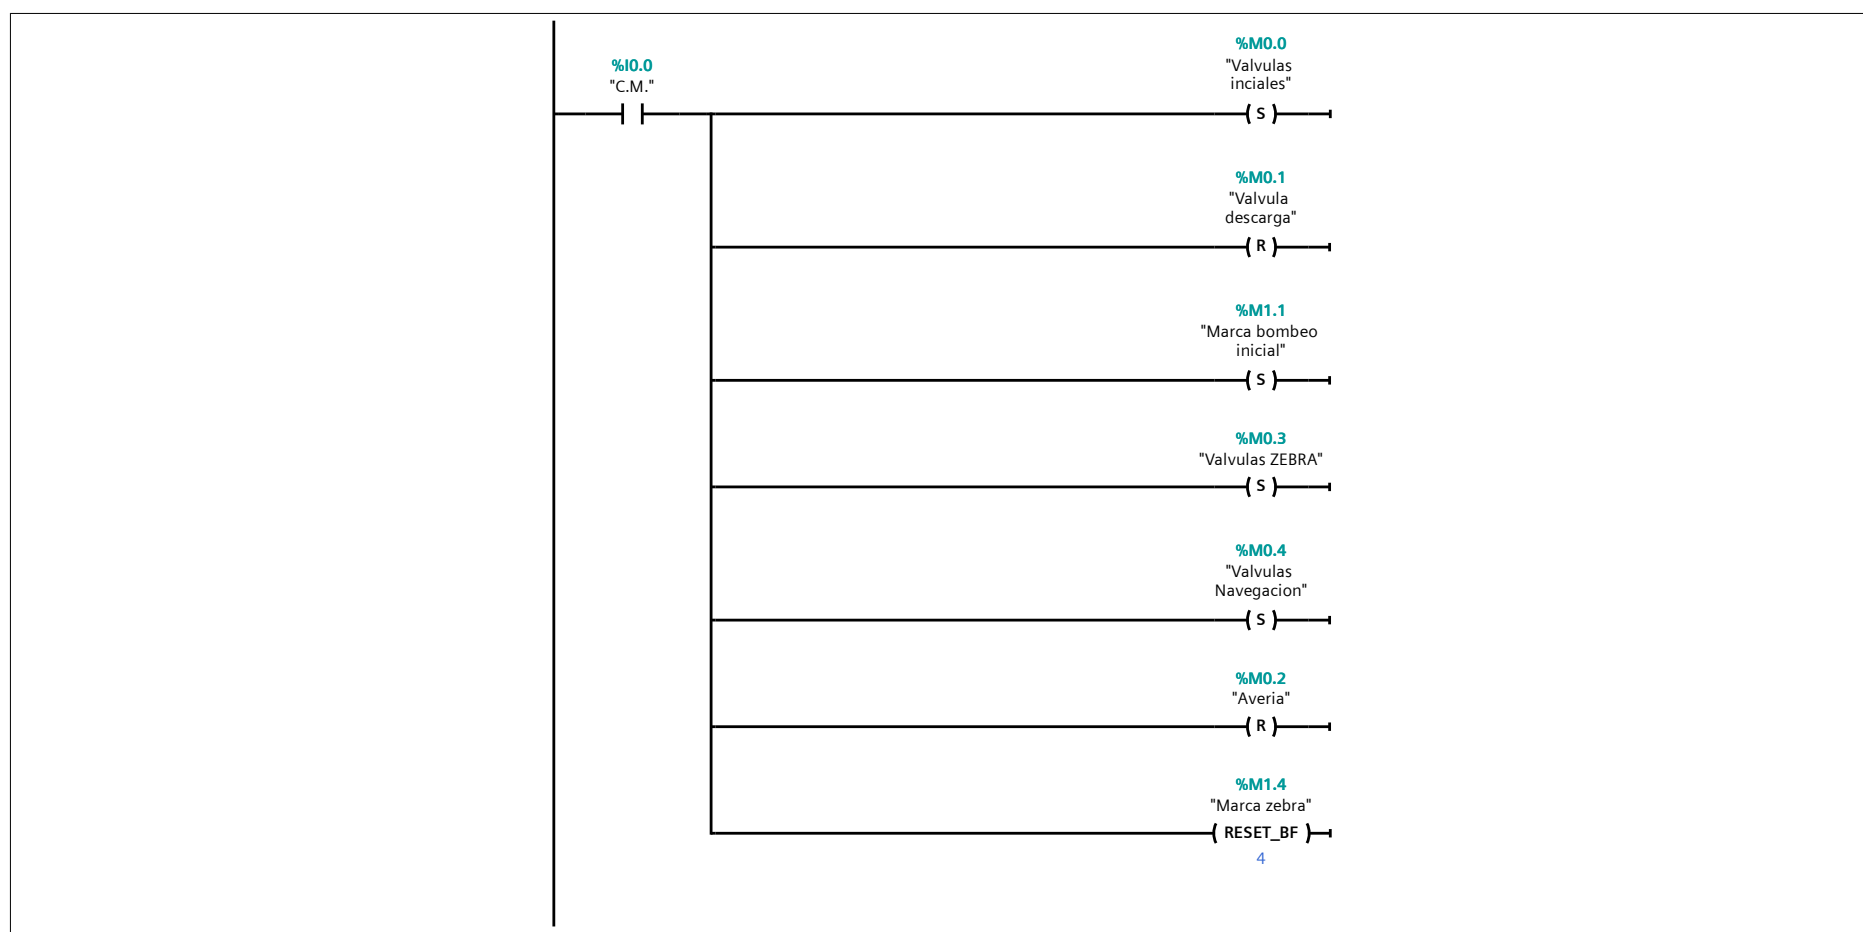 %M0.0
"Valvulas
inciales"
%I0.0
"C.M."
S
%M0.1
"Valvula
descarga"
R
%M1.1
"Marca bombeo
inicial"
S
%M0.3
"Valvulas ZEBRA"
S
%M0.4
"Valvulas
Navegacion"
S
%M0.2
"Averia"
R
%M1.4
"Marca zebra"
RESET_BF
4